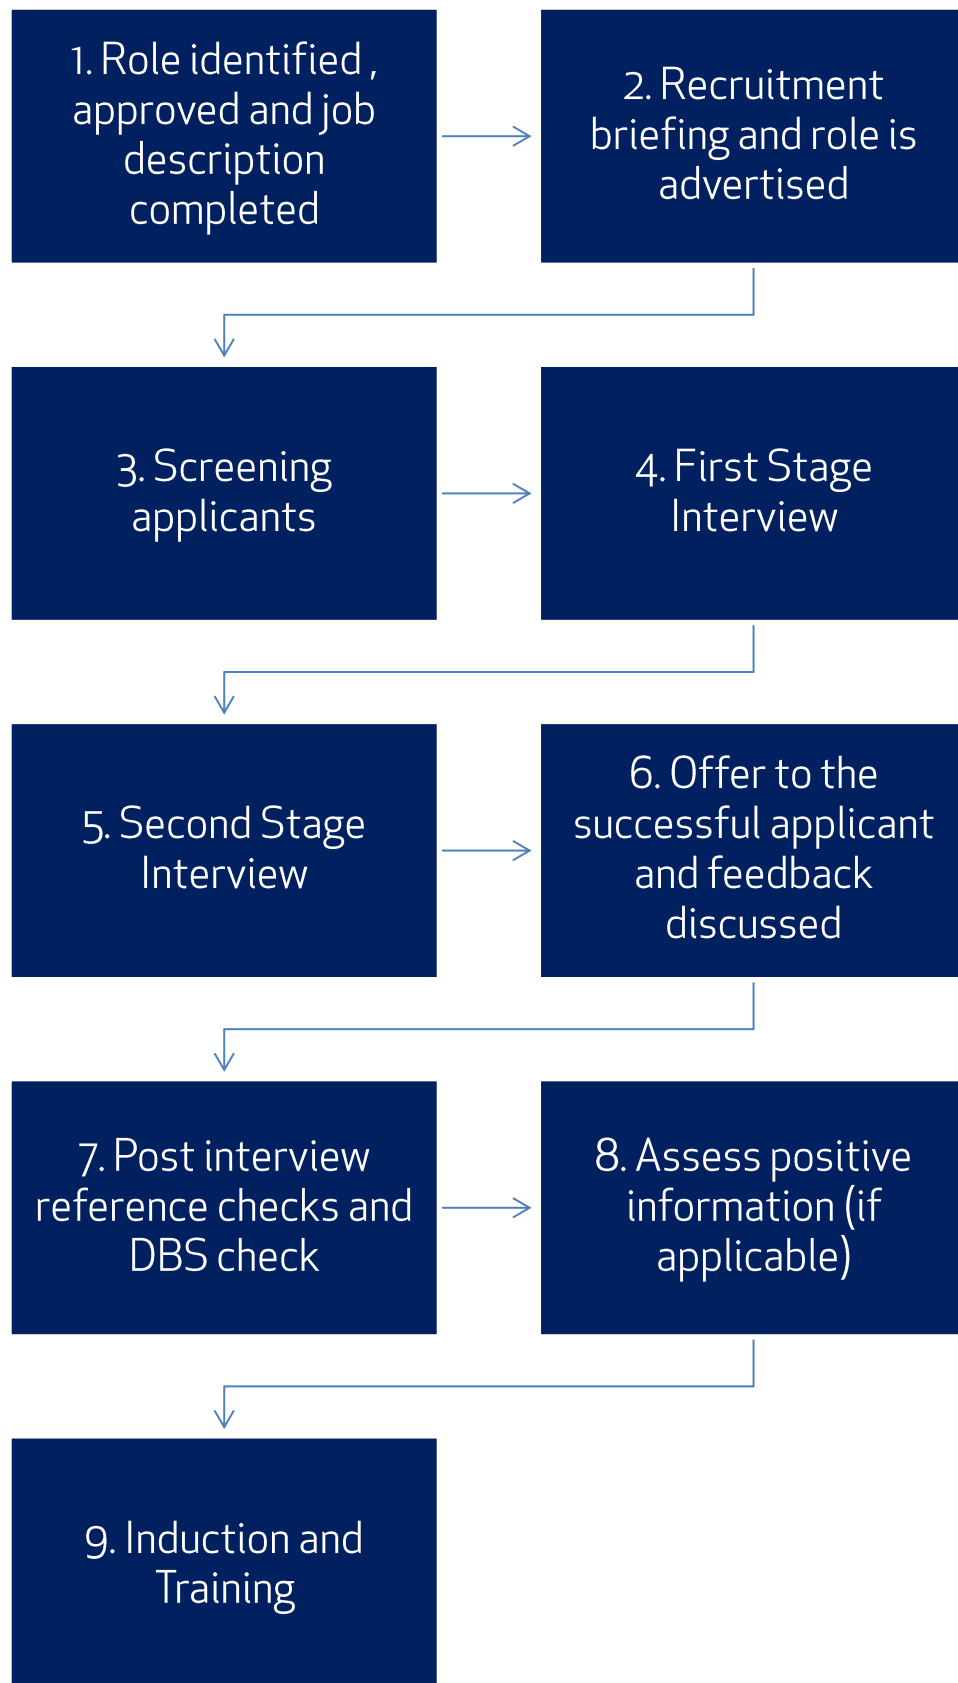 1. Role identified ,
approved and job
description
completed
2. Recruitment
briefing and role is
advertised
3. Screening
applicants
4. First Stage
Interview
5. Second Stage
Interview
6. Offer to the
successful applicant
and feedback
discussed
7. Post interview
reference checks and
DBS check
8. Assess positive
information (if
applicable)
9. Induction and
Training